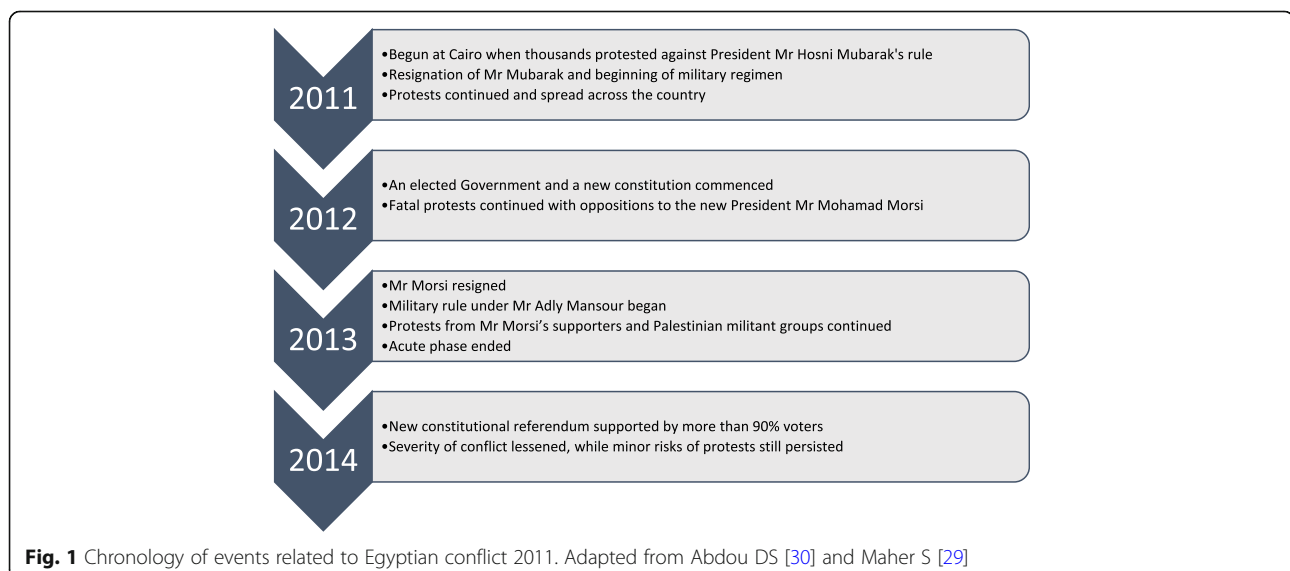 2011
•Begun at Cairo when thousands protested against President Mr Hosni Mubarak's rule
•Resignation of Mr Mubarak and beginning of military regimen
•Protests continued and spread across the country
2012
•An elected Government and a new constitution commenced
•Fatal protests continued with oppositions to the new President Mr Mohamad Morsi
2013
•Mr Morsi resigned
•Military rule under Mr Adly Mansour began
•Protests from Mr Morsi’s supporters and Palestinian militant groups continued
•Acute phase ended
2014
•New constitutional referendum supported by more than 90% voters
•Severity of conflict lessened, while minor risks of protests still persisted
Fig. 1 Chronology of events related to Egyptian conflict 2011. Adapted from Abdou DS [30] and Maher S [29]